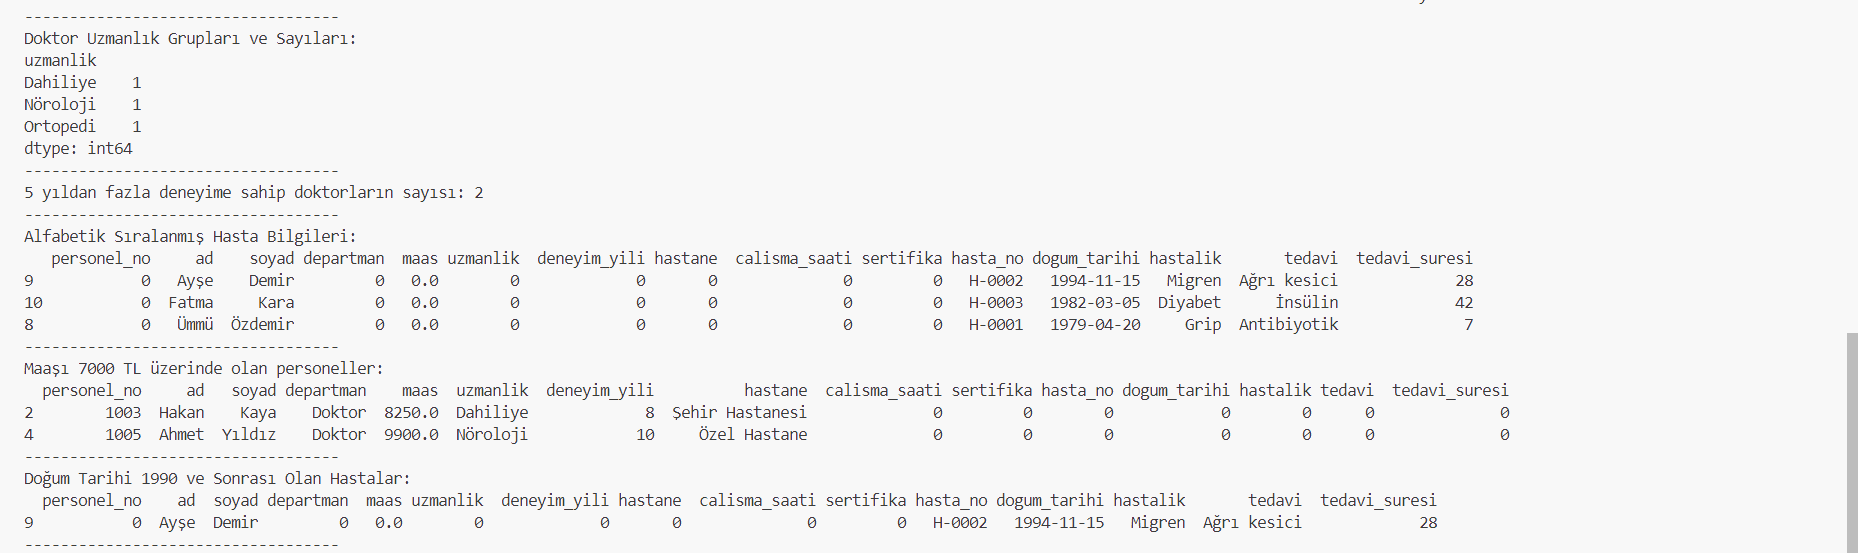 -----------------------------------
Doktor Uzmanlık Grupları ve Sayıları:
uzmanlik
Dahiliye    1
Nöroloji    1
Ortopedi    1
dtype: int64
-----------------------------------
5 yıldan fazla deneyime sahip doktorların sayısı: 2
-----------------------------------
Alfabetik Sıralanmış Hasta Bilgileri:
personel_no ad soyad departman maas uzmanlik deneyim_yili hastane calisma_saati sertifika hasta_no dogum_tarihi hastalik tedavi tedavi_suresi
9 0 Ayşe Demir 0 0.0 0 0 0 0 0 H-0002 1994-11-15 Migren Ağrı kesici 28
10 0 Fatma Kara 0 0.0 0 0 0 0 0 H-0003 1982-03-05 Diyabet İnsülin 42
8 0 Ümmü Özdemir 0 0.0 0 0 0 0 0 H-0001 1979-04-20 Grip Antibiyotik 7
-----------------------------------
Maaşı 7000 TL üzerinde olan personeller:
personel_no ad soyad departman maas uzmanlik deneyim_yili hastane calisma_saati sertifika hasta_no dogum_tarihi hastalik tedavi tedavi_suresi
2 1003 Hakan Kaya Doktor 8250.0 Dahiliye 8 Şehir Hastanesi 0 0 0 0 0 0 0
4 1005 Ahmet Yıldız Doktor 9900.0 Nöroloji 10 Özel Hastane 0 0 0 0 0 0 0
-----------------------------------
Doğum Tarihi 1990 ve Sonrası Olan Hastalar:
personel_no ad soyad departman maas uzmanlik deneyim_yili hastane calisma_saati sertifika hasta_no dogum_tarihi hastalik tedavi tedavi_suresi
9 0 Ayşe Demir 0 0.0 0 0 0 0 0 H-0002 1994-11-15 Migren Ağrı kesici 28
-----------------------------------